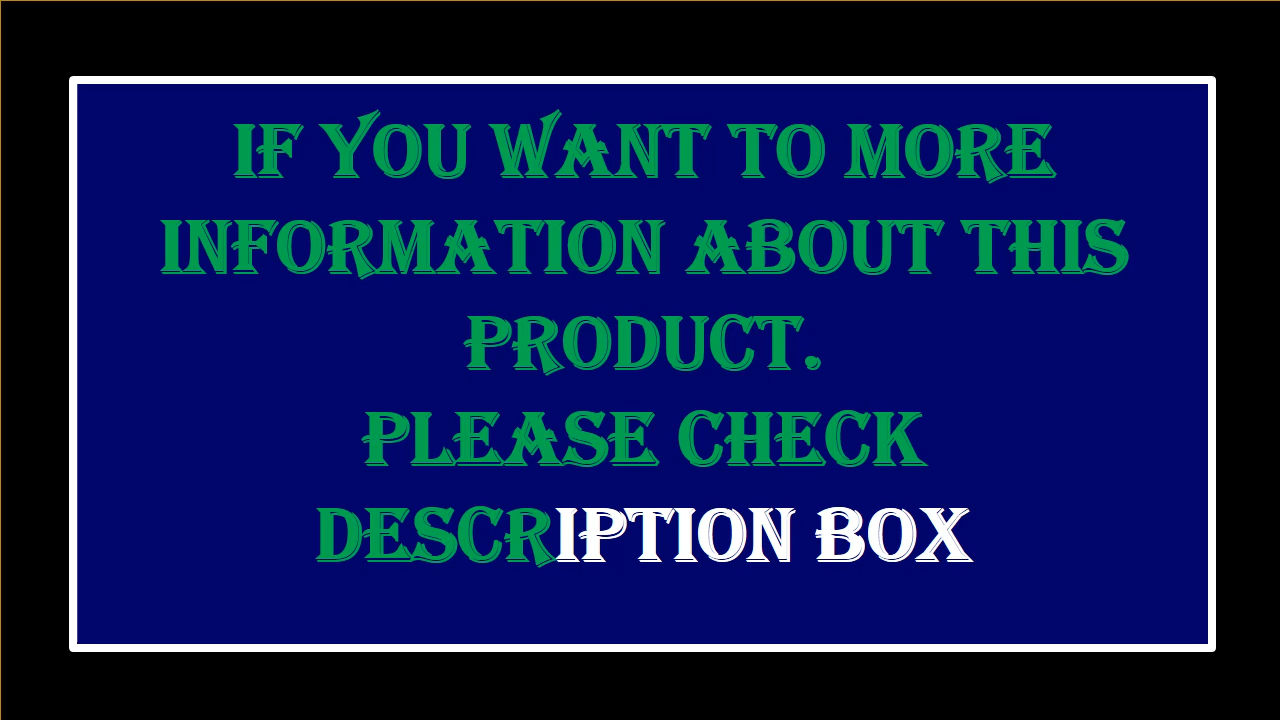 IF YOU WANT TO MORE
INFORMATION ABOUT THIS
PRODUCT.
PLEASE CHECK
DESCRIPTION BOX